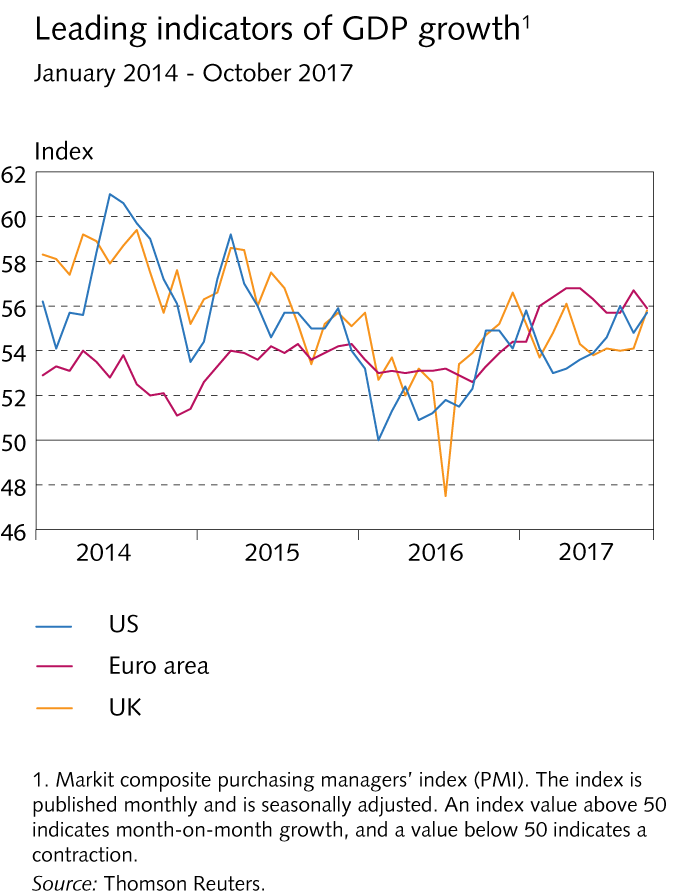 Leading indicators of GDP growth¹
January 2014 - October 2017
Index
62
60
58
56
54
52
50
48
46
2014 2015 2016 2017
US
Euro area
UK
1. Markit composite purchasing managers’ index (PMI). The index is
published monthly and is seasonally adjusted. An index value above 50
indicates month-on-month growth, and a value below 50 indicates a
contraction.
Source: Thomson Reuters.